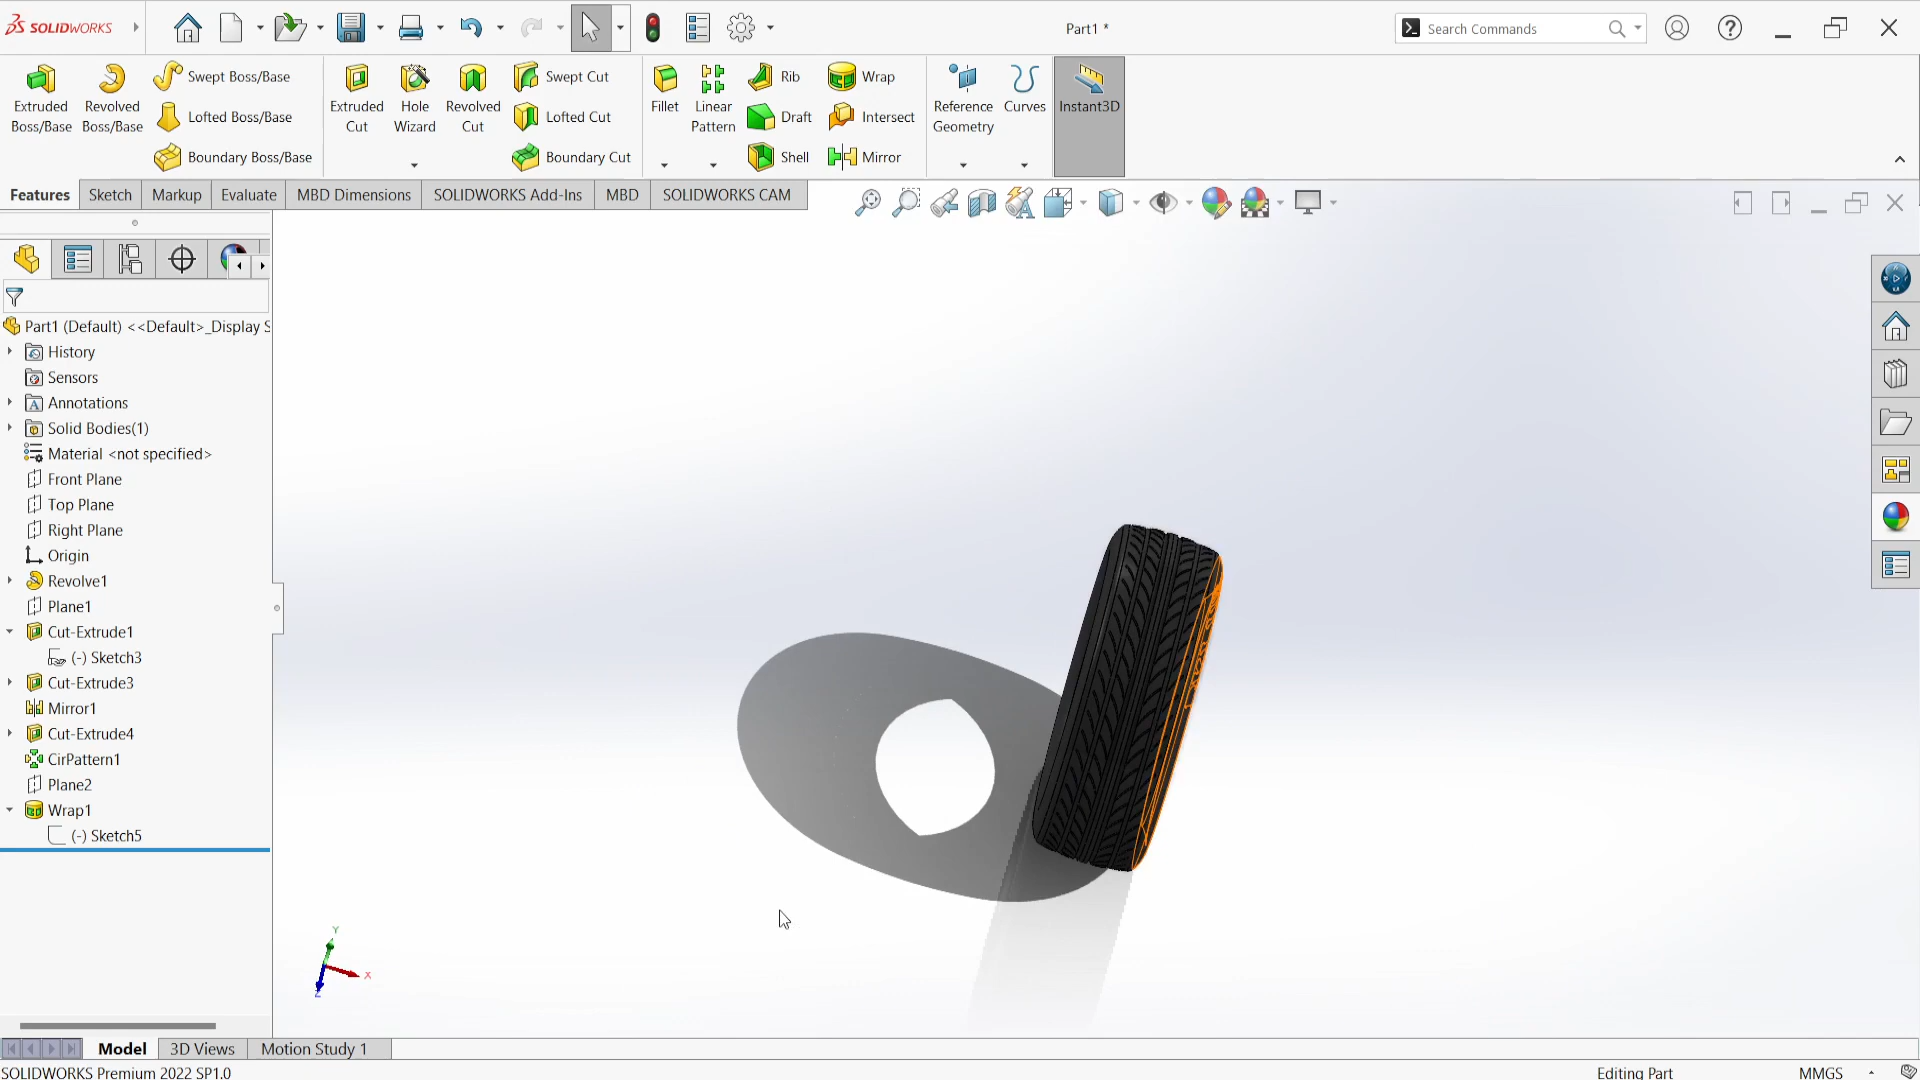 SOLIDWORKS
Part1 *
Search Commands
Extruded Boss/Base
Revolved Boss/Base
Swept Boss/Base
Lofted Boss/Base
Boundary Boss/Base
Extruded Cut
Hole Wizard
Revolved Cut
Swept Cut
Lofted Cut
Boundary Cut
Fillet
Linear Pattern
Rib
Draft
Shell
Wrap
Intersect
Mirror
Reference Geometry
Curves
Instant3D
Features
Sketch
Markup
Evaluate
MBD Dimensions
SOLIDWORKS Add-Ins
MBD
SOLIDWORKS CAM
Part1 (Default) <<Default>_Display S
History
Sensors
Annotations
Solid Bodies(1)
Material <not specified>
Front Plane
Top Plane
Right Plane
Origin
Revolve1
Plane1
Cut-Extrude1
(-) Sketch3
Cut-Extrude3
Mirror1
Cut-Extrude4
CirPattern1
Plane2
Wrap1
(-) Sketch5
Y
X
Z
Model
3D Views
Motion Study 1
SOLIDWORKS Premium 2022 SP1.0
Editing Part
MMGS